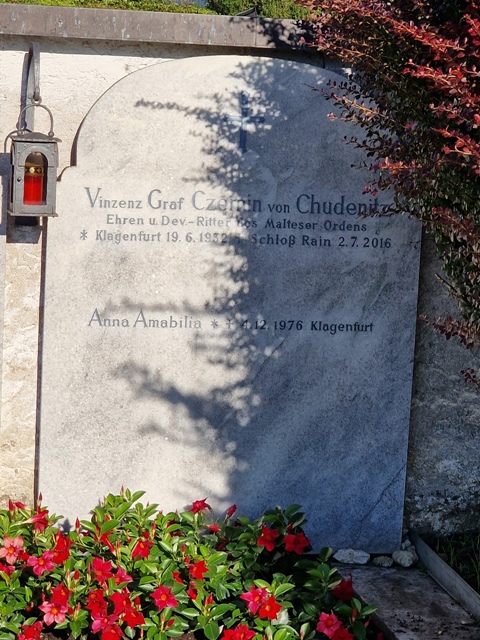 Vinzenz Graf Czernin von Chudenitz
Ehren u. Dev.-Ritter des Malteser Ordens
* Klagenfurt 19. 6. 1932 Schloß Rain 2. 7. 2016
Anna Amabilia * † 4. 12. 1976 Klagenfurt